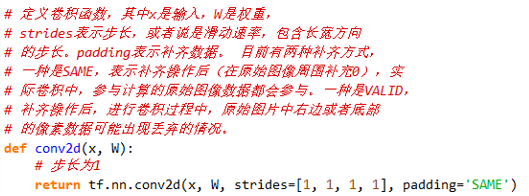 # 定义卷积函数，其中x是输入，W是权重，
# strides表示步长，或者说是滑动速率，包含长宽方向
# 的步长。padding表示补齐数据。 目前有两种补齐方式，
# 一种是SAME，表示补齐操作后（在原始图像周围补充0），实
# 际卷积中，参与计算的原始图像数据都会参与。一种是VALID，
# 补齐操作后，进行卷积过程中，原始图片中右边或者底部
# 的像素数据可能出现丢弃的情况。
def conv2d(x, W):
    # 步长为1
    return tf.nn.conv2d(x, W, strides=[1, 1, 1, 1], padding='SAME')